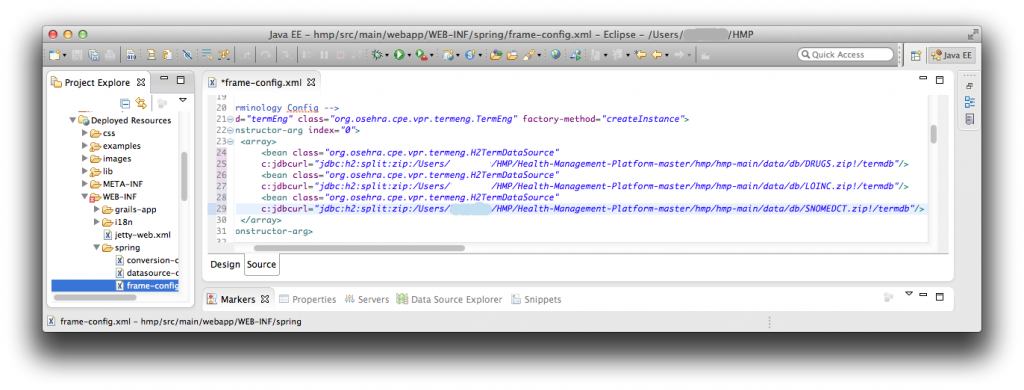 Java EE – hmp/src/main/webapp/WEB-INF/spring/frame-config.xml – Eclipse – /Users/ /HMP
Quick Access
Java EE
Project Explore
Deployed Resources
css
examples
images
lib
META-INF
WEB-INF
grails-app
i18n
jetty-web.xml
spring
conversion-c
datasource-c
frame-config
*frame-config.xml
19
20 rminology Config -->
21 d="termEng" class="org.osehra.cpe.vpr.termeng.TermEng" factory-method="createInstance">
22 nstructor-arg index="0">
23 <array>
24 <bean class="org.osehra.cpe.vpr.termeng.H2TermDataSource"
25 c:jdbcurl="jdbc:h2:split:zip:/Users/ /HMP/Health-Management-Platform-master/hmp/hmp-main/data/db/DRUGS.zip!/termdb"/>
26 <bean class="org.osehra.cpe.vpr.termeng.H2TermDataSource"
27 c:jdbcurl="jdbc:h2:split:zip:/Users/ /HMP/Health-Management-Platform-master/hmp/hmp-main/data/db/LOINC.zip!/termdb"/>
28 <bean class="org.osehra.cpe.vpr.termeng.H2TermDataSource"
29 c:jdbcurl="jdbc:h2:split:zip:/Users/ /HMP/Health-Management-Platform-master/hmp/hmp-main/data/db/SNOMEDCT.zip!/termdb"/>
30 </array>
31 onstructor-arg>
Design Source
Markers Properties Servers Data Source Explorer Snippets
frame-config.xml - hmp/src/main/webapp/WEB-INF/spring